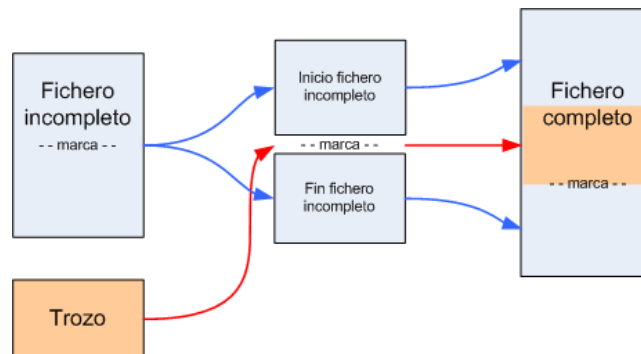 Fichero
incompleto
-- marca --
Trozo
Inicio fichero
incompleto
-- marca --
Fin fichero
incompleto
Fichero
completo
-- marca --